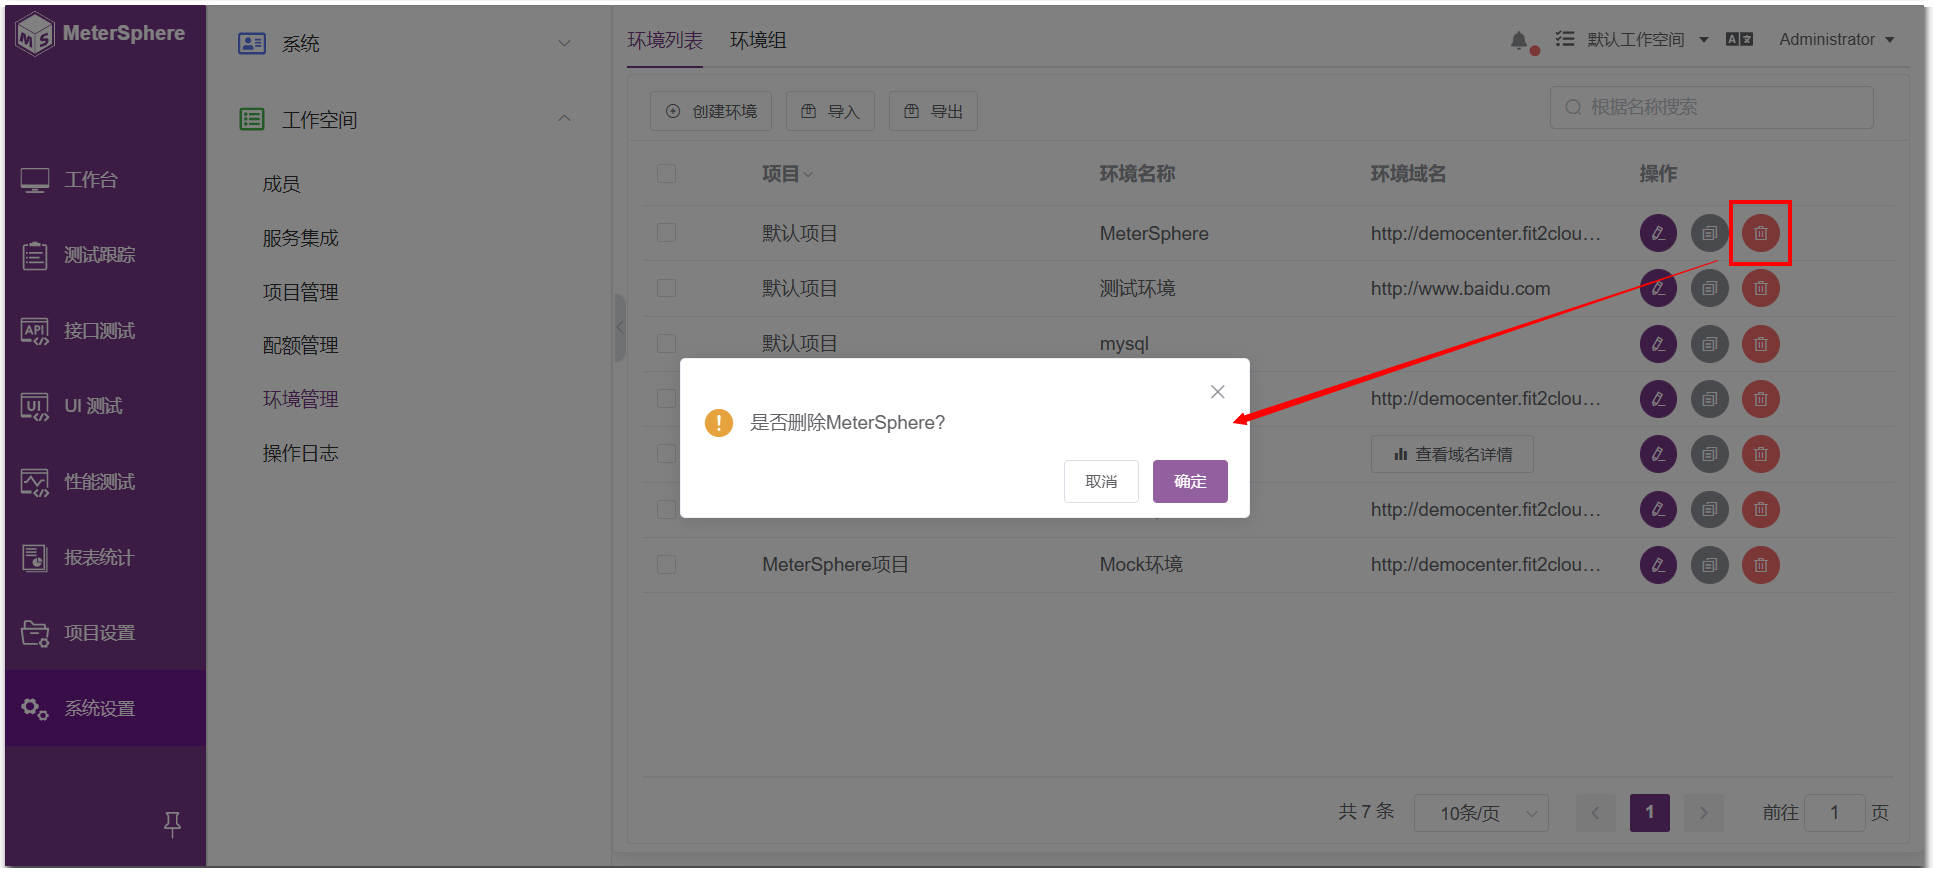 MeterSphere
工作台
测试跟踪
接口测试
UI 测试
性能测试
报表统计
项目设置
系统设置
系统
工作空间
成员
服务集成
项目管理
配额管理
环境管理
操作日志
环境列表 环境组
默认工作空间 Administrator
创建环境 导入 导出
根据名称搜索
项目 环境名称 环境域名 操作
默认项目 MeterSphere http://democenter.fit2clou...
默认项目 测试环境 http://www.baidu.com
默认项目 mysql
http://democenter.fit2clou...
查看域名详情
http://democenter.fit2clou...
MeterSphere项目 Mock环境 http://democenter.fit2clou...
是否删除MeterSphere?
取消 确定
共 7 条 10条/页 1 前往 1 页